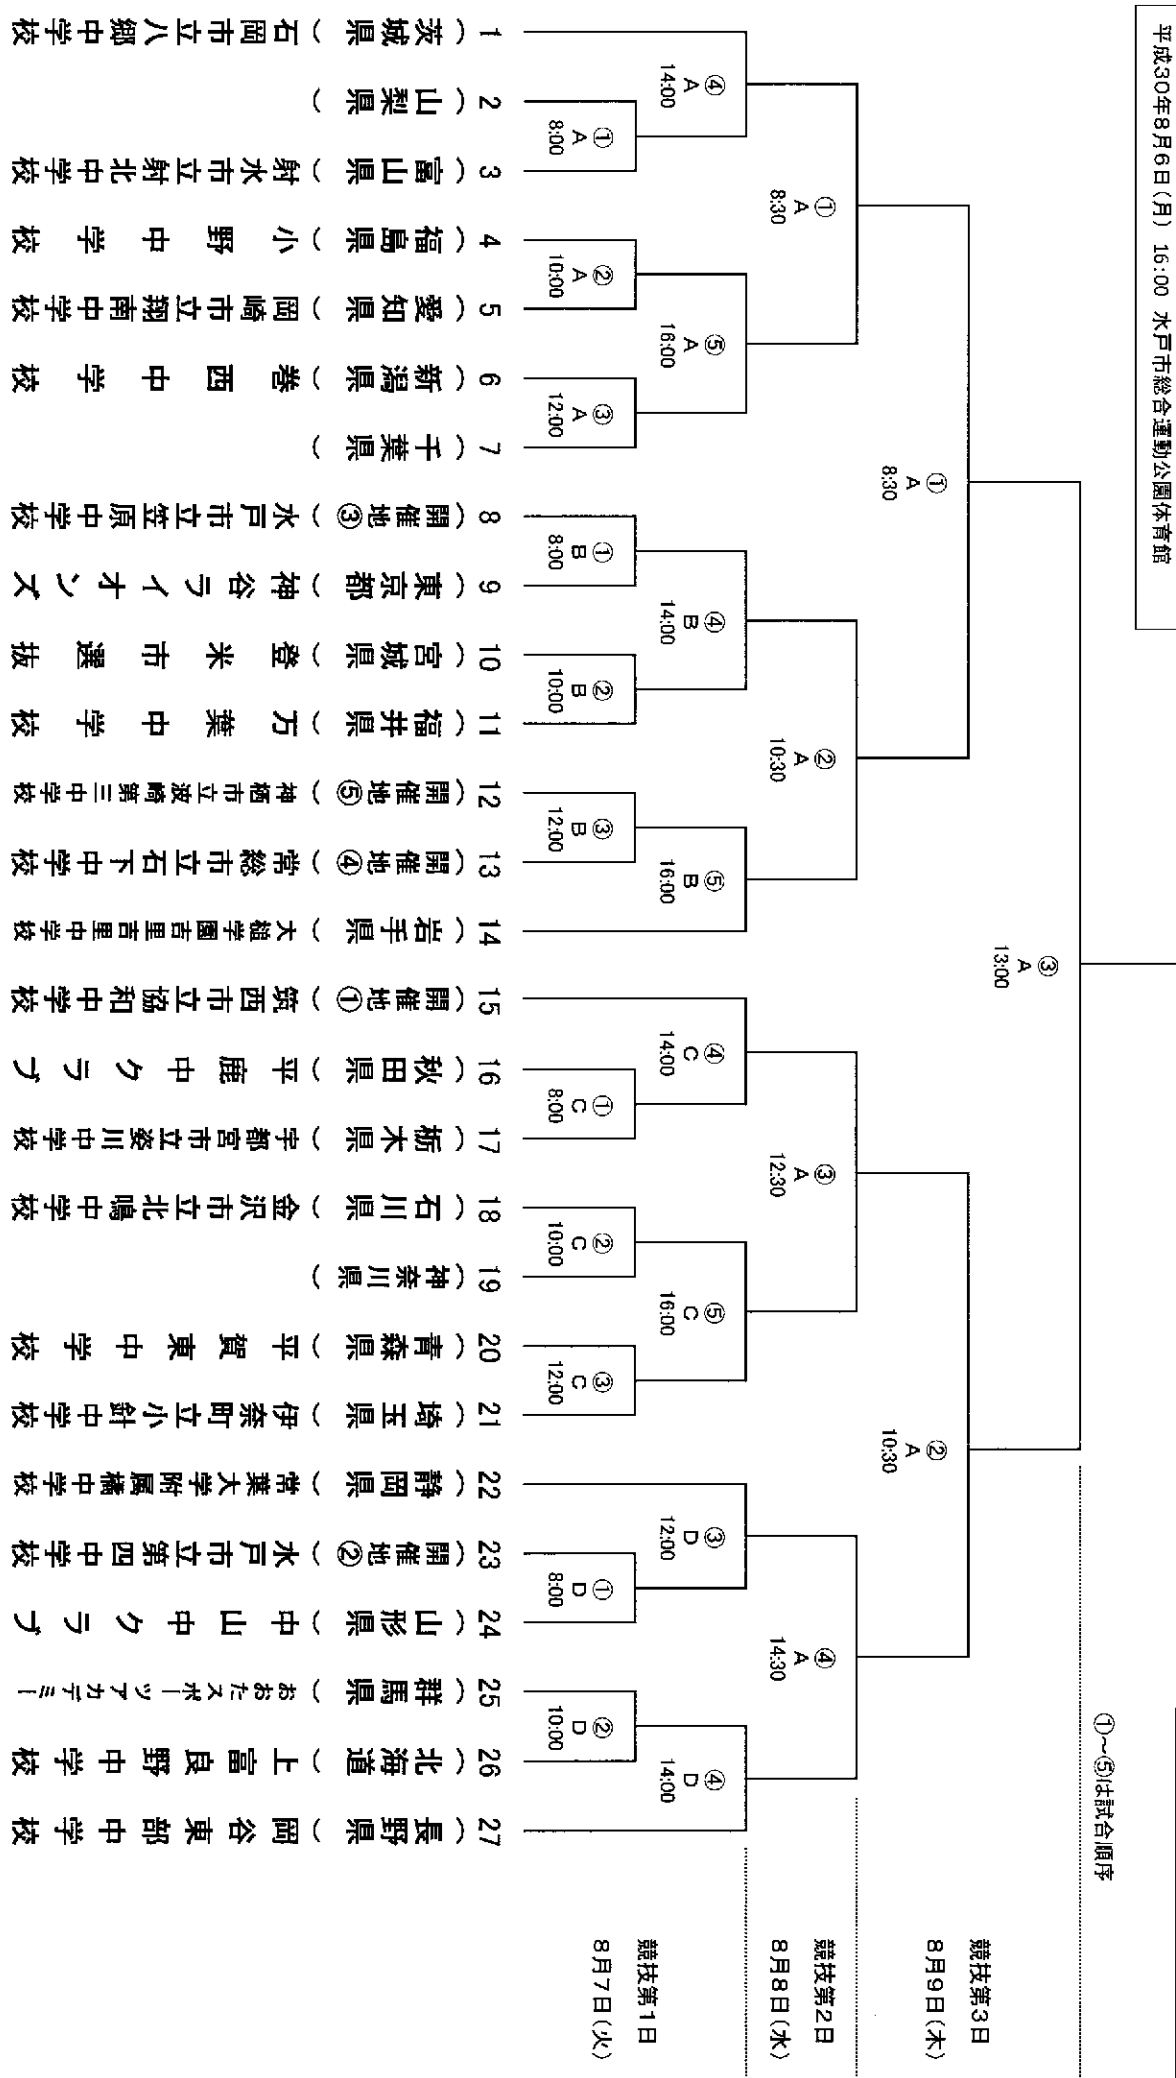 平成30年8月6日(月) 16:00 水戸市総合運動公園体育館
①～⑤は試合順序
競技第3日
8月9日(木)
競技第2日
8月8日(水)
競技第1日
8月7日(火)
③ A 13:00
① A 8:30
② A 10:30
① A 8:30
② A 10:30
③ A 12:30
④ A 14:30
④ A 14:00
⑤ A 16:00
④ B 14:00
⑤ B 16:00
④ C 14:00
⑤ C 16:00
③ D 12:00
④ D 14:00
① A 8:00
② A 10:00
③ A 12:00
① B 8:00
② B 10:00
③ B 12:00
① C 8:00
② C 10:00
③ C 12:00
① D 8:00
② D 10:00
1 (茨城県) 石岡市立八郷中学校
2 (山梨県)
3 (富山県) 射水市立射北中学校
4 (福島県) 小野中学校
5 (愛知県) 岡崎市立翔南中学校
6 (新潟県) 巻西中学校
7 (千葉県)
8 (開催地③) 水戸市立笠原中学校
9 (東京都) 神谷ライオンズ
10 (宮城県) 登米市選抜
11 (福井県) 万葉中学校
12 (開催地⑤) 神栖市立波崎第三中学校
13 (開催地④) 常総市立石下中学校
14 (岩手県) 大槌学園吉里吉里中学校
15 (開催地①) 筑西市立協和中学校
16 (秋田県) 平鹿中クラブ
17 (栃木県) 宇都宮市立姿川中学校
18 (石川県) 金沢市立北鳴中学校
19 (神奈川県)
20 (青森県) 平賀東中学校
21 (埼玉県) 伊奈町立小針中学校
22 (静岡県) 常葉大学附属橘中学校
23 (開催地②) 水戸市立第四中学校
24 (山形県) 中山中クラブ
25 (群馬県) おおたスポーツアカデミー
26 (北海道) 上富良野中学校
27 (長野県) 岡谷東部中学校